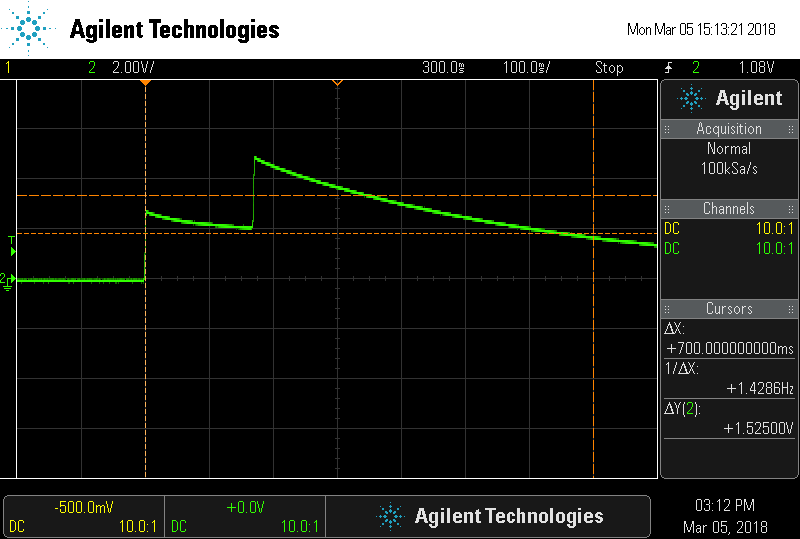 Agilent Technologies
Mon Mar 05 15:13:21 2018
1 2 2.00V/ 300.0ms 100.0ms/ Stop 2 1.08V
Agilent
Acquisition
Normal
100kSa/s
Channels
DC 10.0:1
DC 10.0:1
Cursors
ΔX:
+700.000000000ms
1/ΔX:
+1.4286Hz
ΔY(2):
+1.52500V
T
2
-500.0mV
DC 10.0:1
+0.0V
DC 10.0:1
Agilent Technologies
03:12 PM
Mar 05, 2018